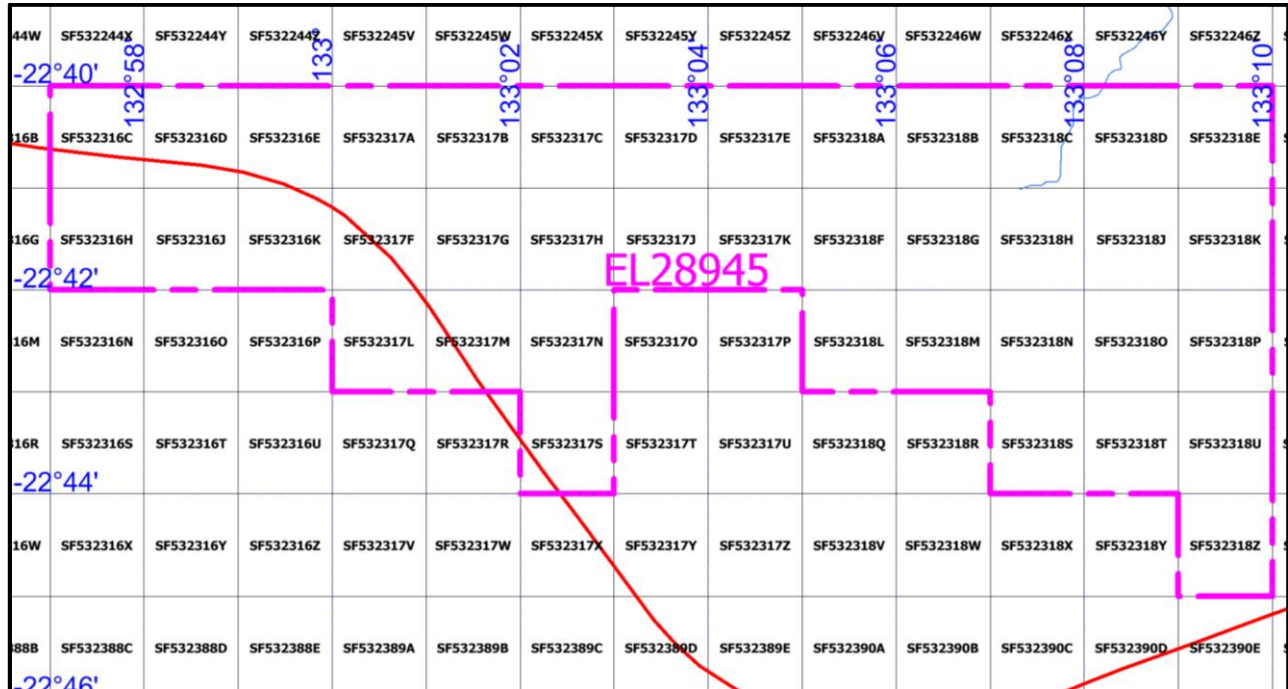 44W SF532244X SF532244Y SF532244Z SF532245V SF532245W SF532245X SF532245Y SF532245Z SF532246V SF532246W SF532246X SF532246Y SF532246Z
132°58' 133° 133°02' 133°04' 133°06' 133°08' 133°10'
-22°40'
316B SF532316C SF532316D SF532316E SF532317A SF532317B SF532317C SF532317D SF532317E SF532318A SF532318B SF532318C SF532318D SF532318E
316G SF532316H SF532316J SF532316K SF532317F SF532317G SF532317H SF532317J SF532317K SF532318F SF532318G SF532318H SF532318J SF532318K
EL28945
-22°42'
16M SF532316N SF532316O SF532316P SF532317L SF532317M SF532317N SF532317O SF532317P SF532318L SF532318M SF532318N SF532318O SF532318P
316R SF532316S SF532316T SF532316U SF532317Q SF532317R SF532317S SF532317T SF532317U SF532318Q SF532318R SF532318S SF532318T SF532318U
-22°44'
16W SF532316X SF532316Y SF532316Z SF532317V SF532317W SF532317X SF532317Y SF532317Z SF532318V SF532318W SF532318X SF532318Y SF532318Z
388B SF532388C SF532388D SF532388E SF532389A SF532389B SF532389C SF532389D SF532389E SF532390A SF532390B SF532390C SF532390D SF532390E
-22°46'